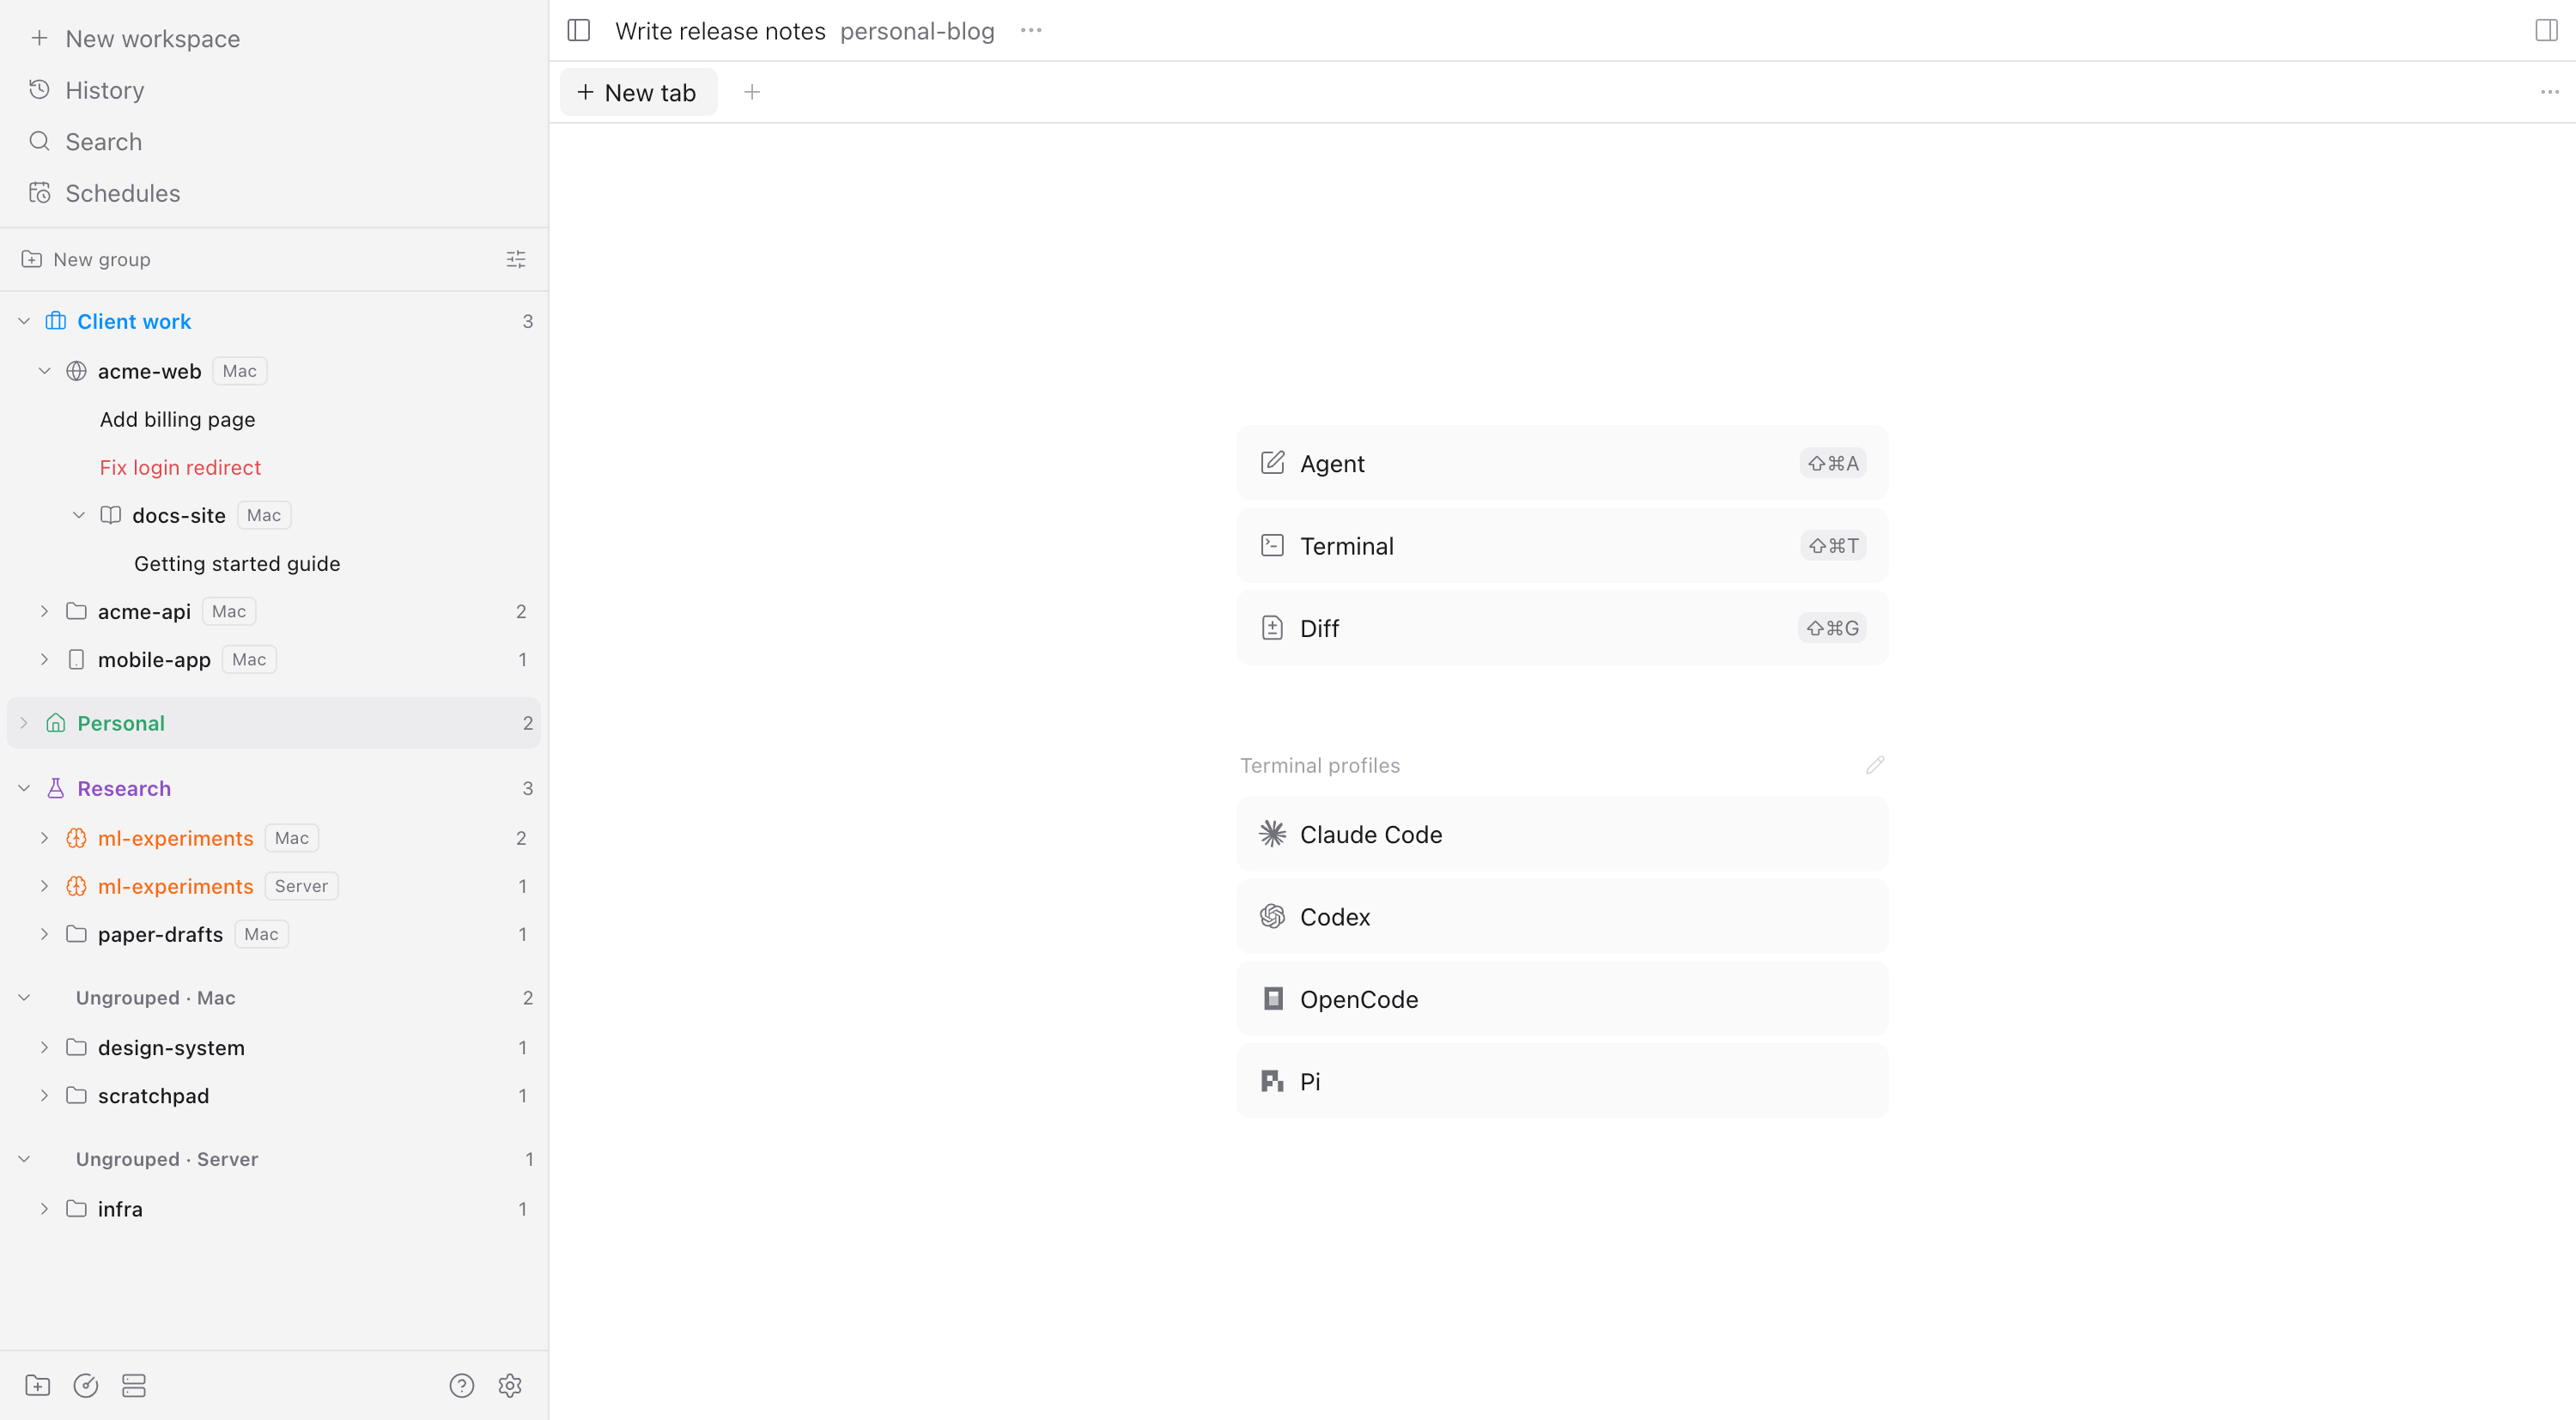 New workspace
History
Search
Schedules
New group
Client work 3
acme-web Mac
Add billing page
Fix login redirect
docs-site Mac
Getting started guide
acme-api Mac 2
mobile-app Mac 1
Personal 2
Research 3
ml-experiments Mac 2
ml-experiments Server 1
paper-drafts Mac 1
Ungrouped · Mac 2
design-system 1
scratchpad 1
Ungrouped · Server 1
infra 1
Write release notes personal-blog
New tab
Agent ⇧⌘A
Terminal ⇧⌘T
Diff ⇧⌘G
Terminal profiles
Claude Code
Codex
OpenCode
Pi